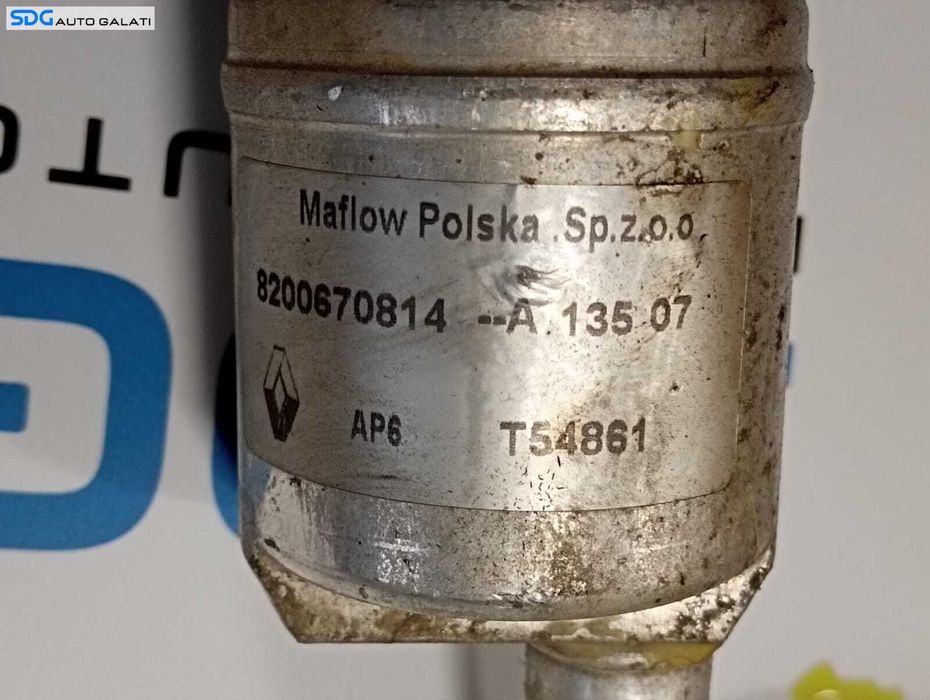 SDG AUTO GALATI
Maflow Polska .Sp.z.o.o
8200670814 --A 135 07
AP6 T54861